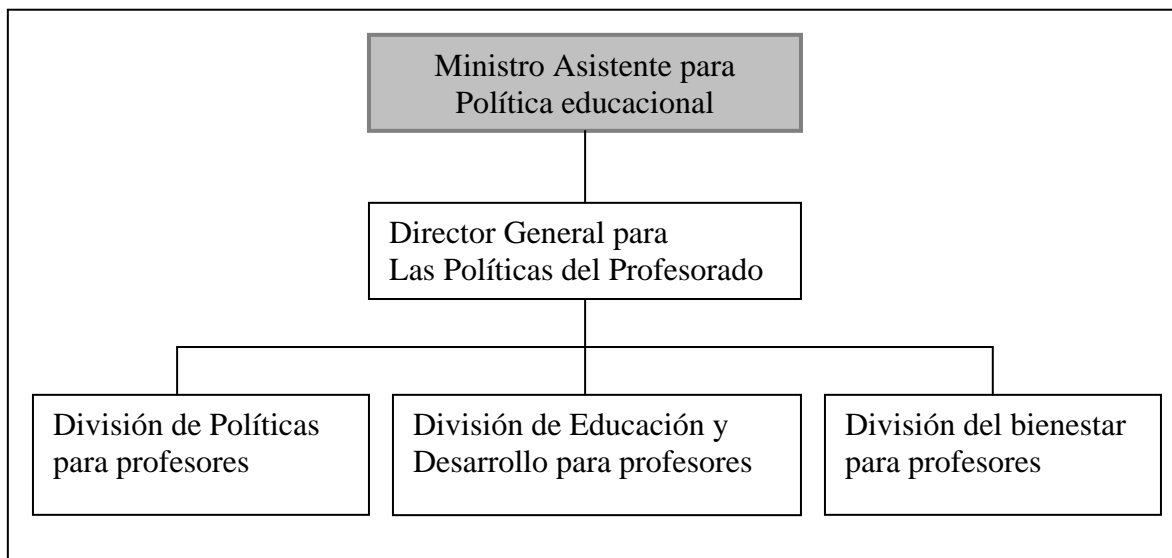 Ministro Asistente para
Política educacional
Director General para
Las Políticas del Profesorado
División de Políticas
para profesores
División de Educación y
Desarrollo para profesores
División del bienestar
para profesores